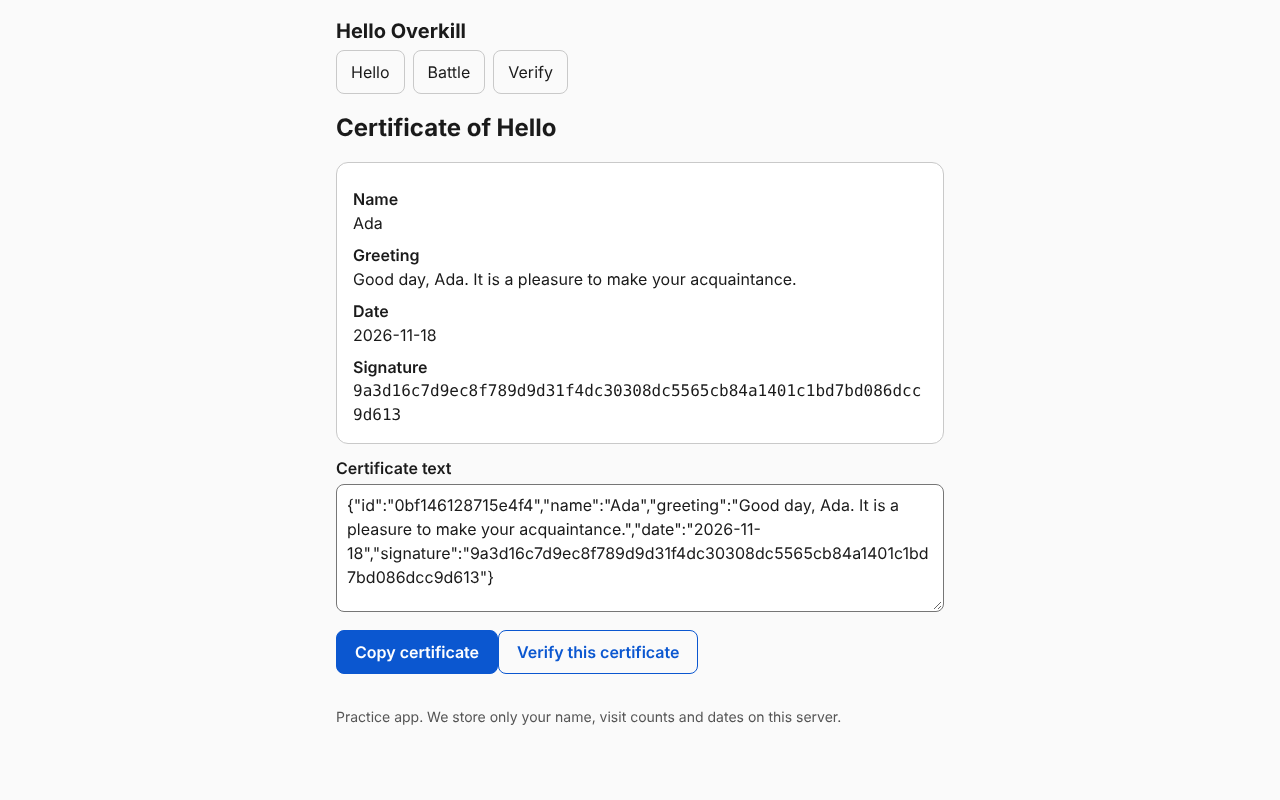 Hello Overkill
Hello Battle Verify
Certificate of Hello
Name
Ada
Greeting
Good day, Ada. It is a pleasure to make your acquaintance.
Date
2026-11-18
Signature
9a3d16c7d9ec8f789d9d31f4dc30308dc5565cb84a1401c1bd7bd086dcc
9d613
Certificate text
{"id":"0bf146128715e4f4","name":"Ada","greeting":"Good day, Ada. It is a
pleasure to make your acquaintance.","date":"2026-11-
18","signature":"9a3d16c7d9ec8f789d9d31f4dc30308dc5565cb84a1401c1bd
7bd086dcc9d613"}
Copy certificate Verify this certificate
Practice app. We store only your name, visit counts and dates on this server.